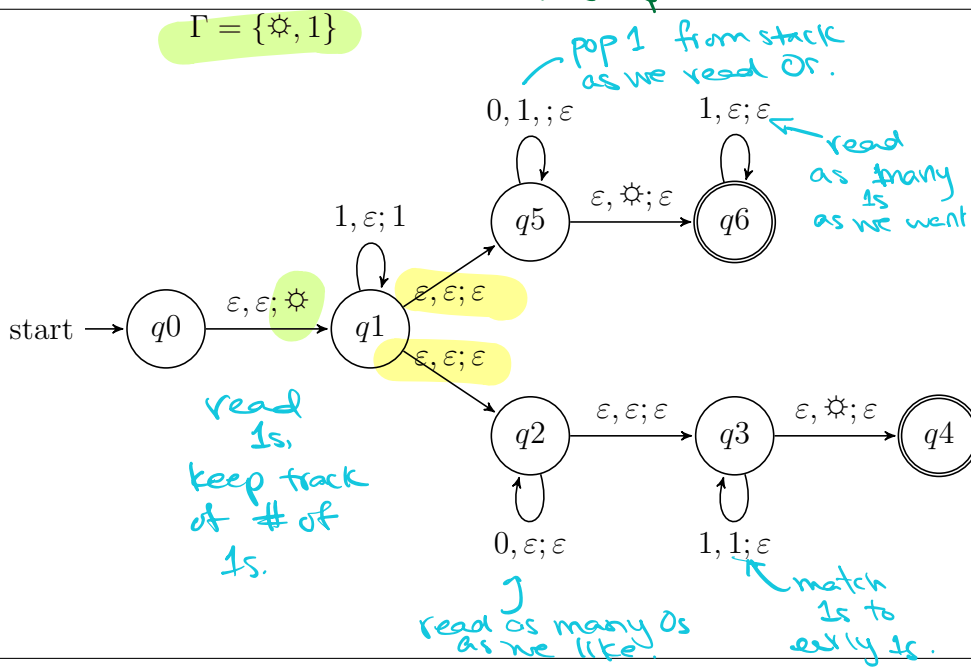 Γ = {☼, 1}
pop 1 from stack
as we read 0s.
0, 1, ; ε
1, ε; ε
read
as many
1s
as we want
1, ε; 1
q5
ε, ☼; ε
q6
ε, ε; ☼
ε, ε; ε
start
q0
q1
ε, ε; ε
read
1s,
keep track
of # of
1s.
q2
ε, ε; ε
q3
ε, ☼; ε
q4
0, ε; ε
1, 1; ε
read as many 0s
as we like.
match
1s to
early 1s.